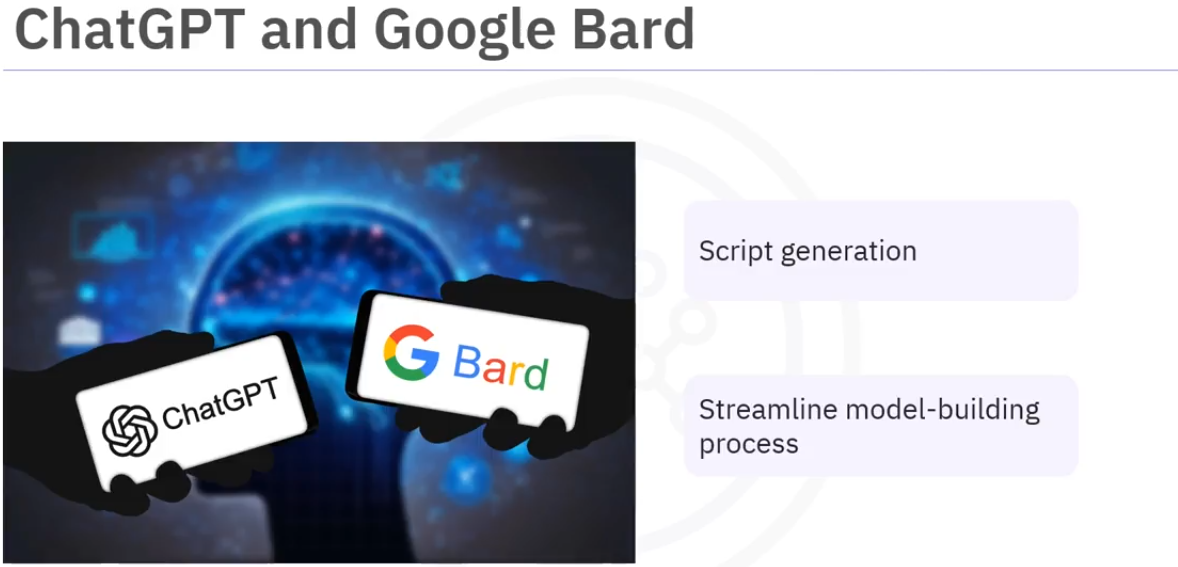 ChatGPT and Google Bard
ChatGPT
G Bard
Script generation
Streamline model-building
process